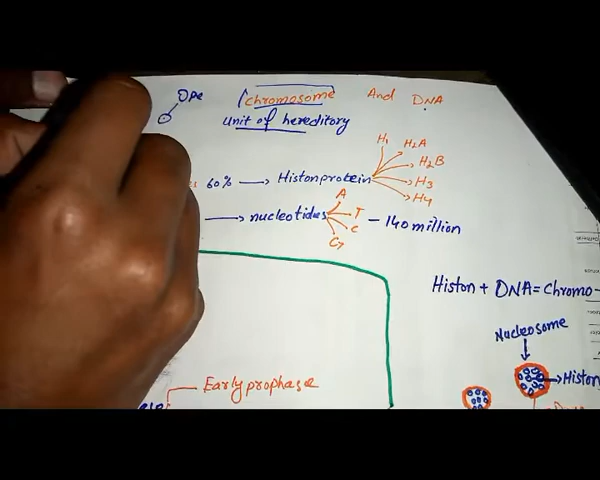 Ope chromosome And DNA
unit of hereditory
60% → Histonprotein H1 H2A H2B H3 H4
→ nucleotides A T C G - 140 million
Histon + DNA = Chromo-
Nucleosome
→ Histon
Early prophase